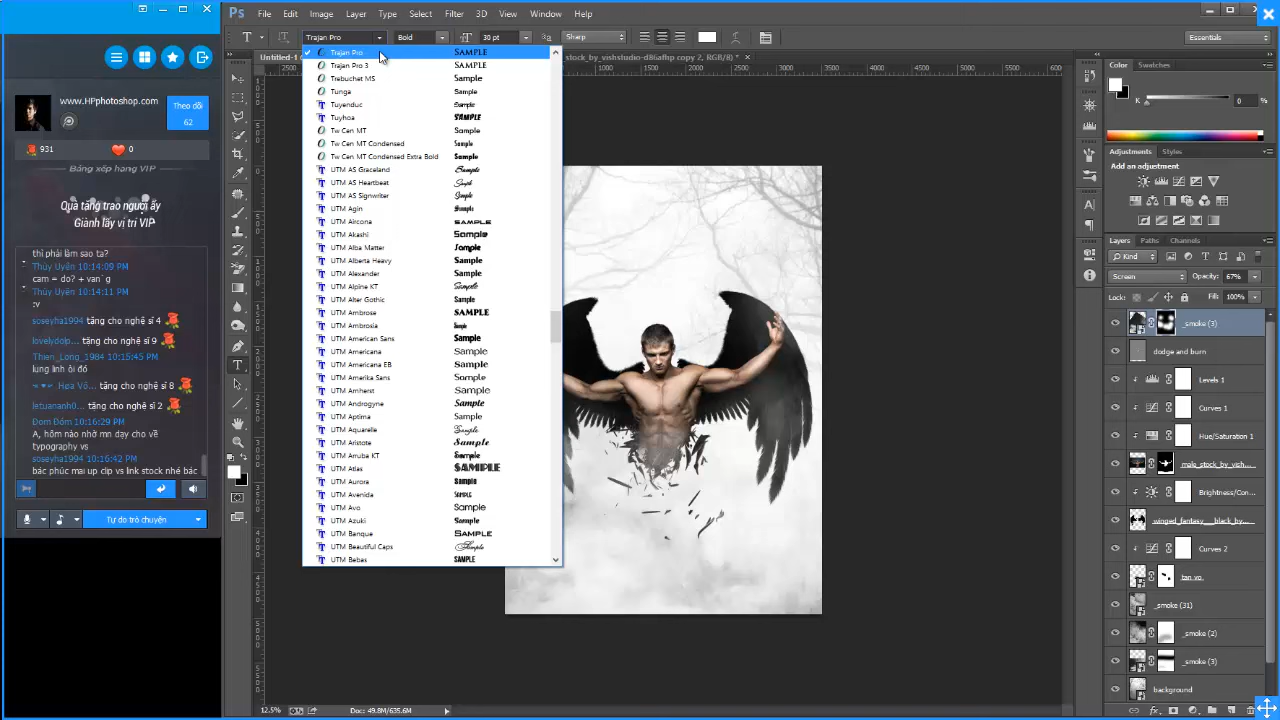 Ps File Edit Image Layer Type Select Filter 3D View Window Help
Trajan Pro Bold 30 pt Sharp Essentials
www.HPphotoshop.com
Theo dõi
62
931 0
Bảng xếp hạng VIP
Quà tặng trao người ấy
Giành lấy vị trí VIP
thì phải làm sao ta?
Thùy Uyên 10:14:09 PM
cam = do? + van`g
Thùy Uyên 10:14:11 PM
:v
soseyha1994 tặng cho nghệ sĩ 4
lovelydolp... tặng cho nghệ sĩ 9
Thien_Long_1984 10:15:45 PM
lung linh ồi đó
tặng cho nghệ sĩ 8
letuananh0... tặng cho nghệ sĩ 2
Đom Đóm 10:16:29 PM
A, hôm nào nhờ mn dạy cho về
typography vs
soseyha1994 10:16:42 PM
bác phúc mai up clip vs link stock nhé bác
Tự do trò chuyện
Untitled-1
_stock_by_vishstudio-d8i6afhp copy 2, RGB/8) *
Trajan Pro SAMPLE
Trajan Pro 3 SAMPLE
Trebuchet MS Sample
Tunga Sample
Tuyenduc Sample
Tuyhoa SAMPLE
Tw Cen MT Sample
Tw Cen MT Condensed Sample
Tw Cen MT Condensed Extra Bold Sample
UTM AS Graceland Sample
UTM AS Heartbeat Sample
UTM AS Signwriter Sample
UTM Agin Sample
UTM Aircona SAMPLE
UTM Akashi Sample
UTM Alba Matter Sample
UTM Alberta Heavy Sample
UTM Alexander Sample
UTM Alpine KT Sample
UTM Alter Gothic Sample
UTM Ambrose SAMPLE
UTM Ambrosia Sample
UTM American Sans Sample
UTM Americana Sample
UTM Americana EB Sample
UTM Amerika Sans Sample
UTM Amherst Sample
UTM Androgyne Sample
UTM Aptima Sample
UTM Aquarelle Sample
UTM Aristote Sample
UTM Arruba KT Sample
UTM Atlas SAMPLE
UTM Aurora Sample
UTM Avenida SAMPLE
UTM Avo Sample
UTM Azuki Sample
UTM Banque SAMPLE
UTM Beautiful Caps Sample
UTM Bebas SAMPLE
12.5% Doc: 49.8M/635.6M
Color Swatches
K 0 %
Adjustments Styles
Add an adjustment
Layers Paths Channels
Kind
Screen Opacity: 67%
Lock: Fill: 100%
_smoke (3)
dodge and burn
Levels 1
Curves 1
Hue/Saturation 1
male_stock_by_vish...
Brightness/Con...
winged_fantasy___black_by...
Curves 2
tan vo
_smoke (31)
_smoke (2)
_smoke (3)
background